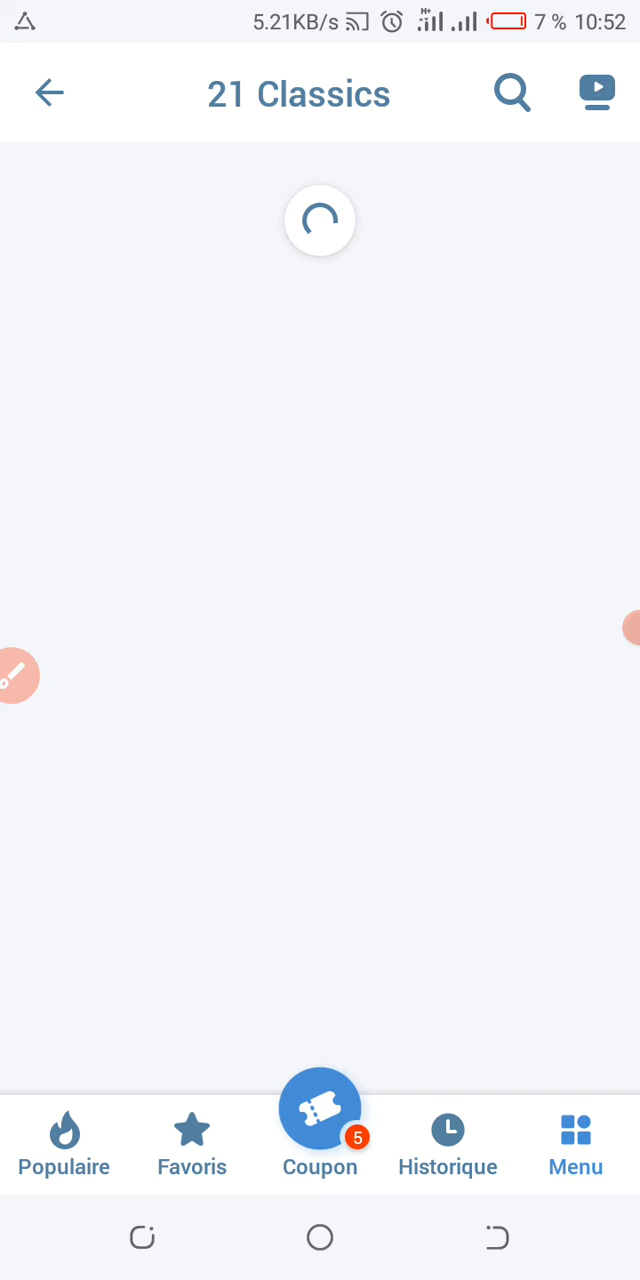 5.21KB/s H+ 7 % 10:52
21 Classics
5
Populaire Favoris Coupon Historique Menu